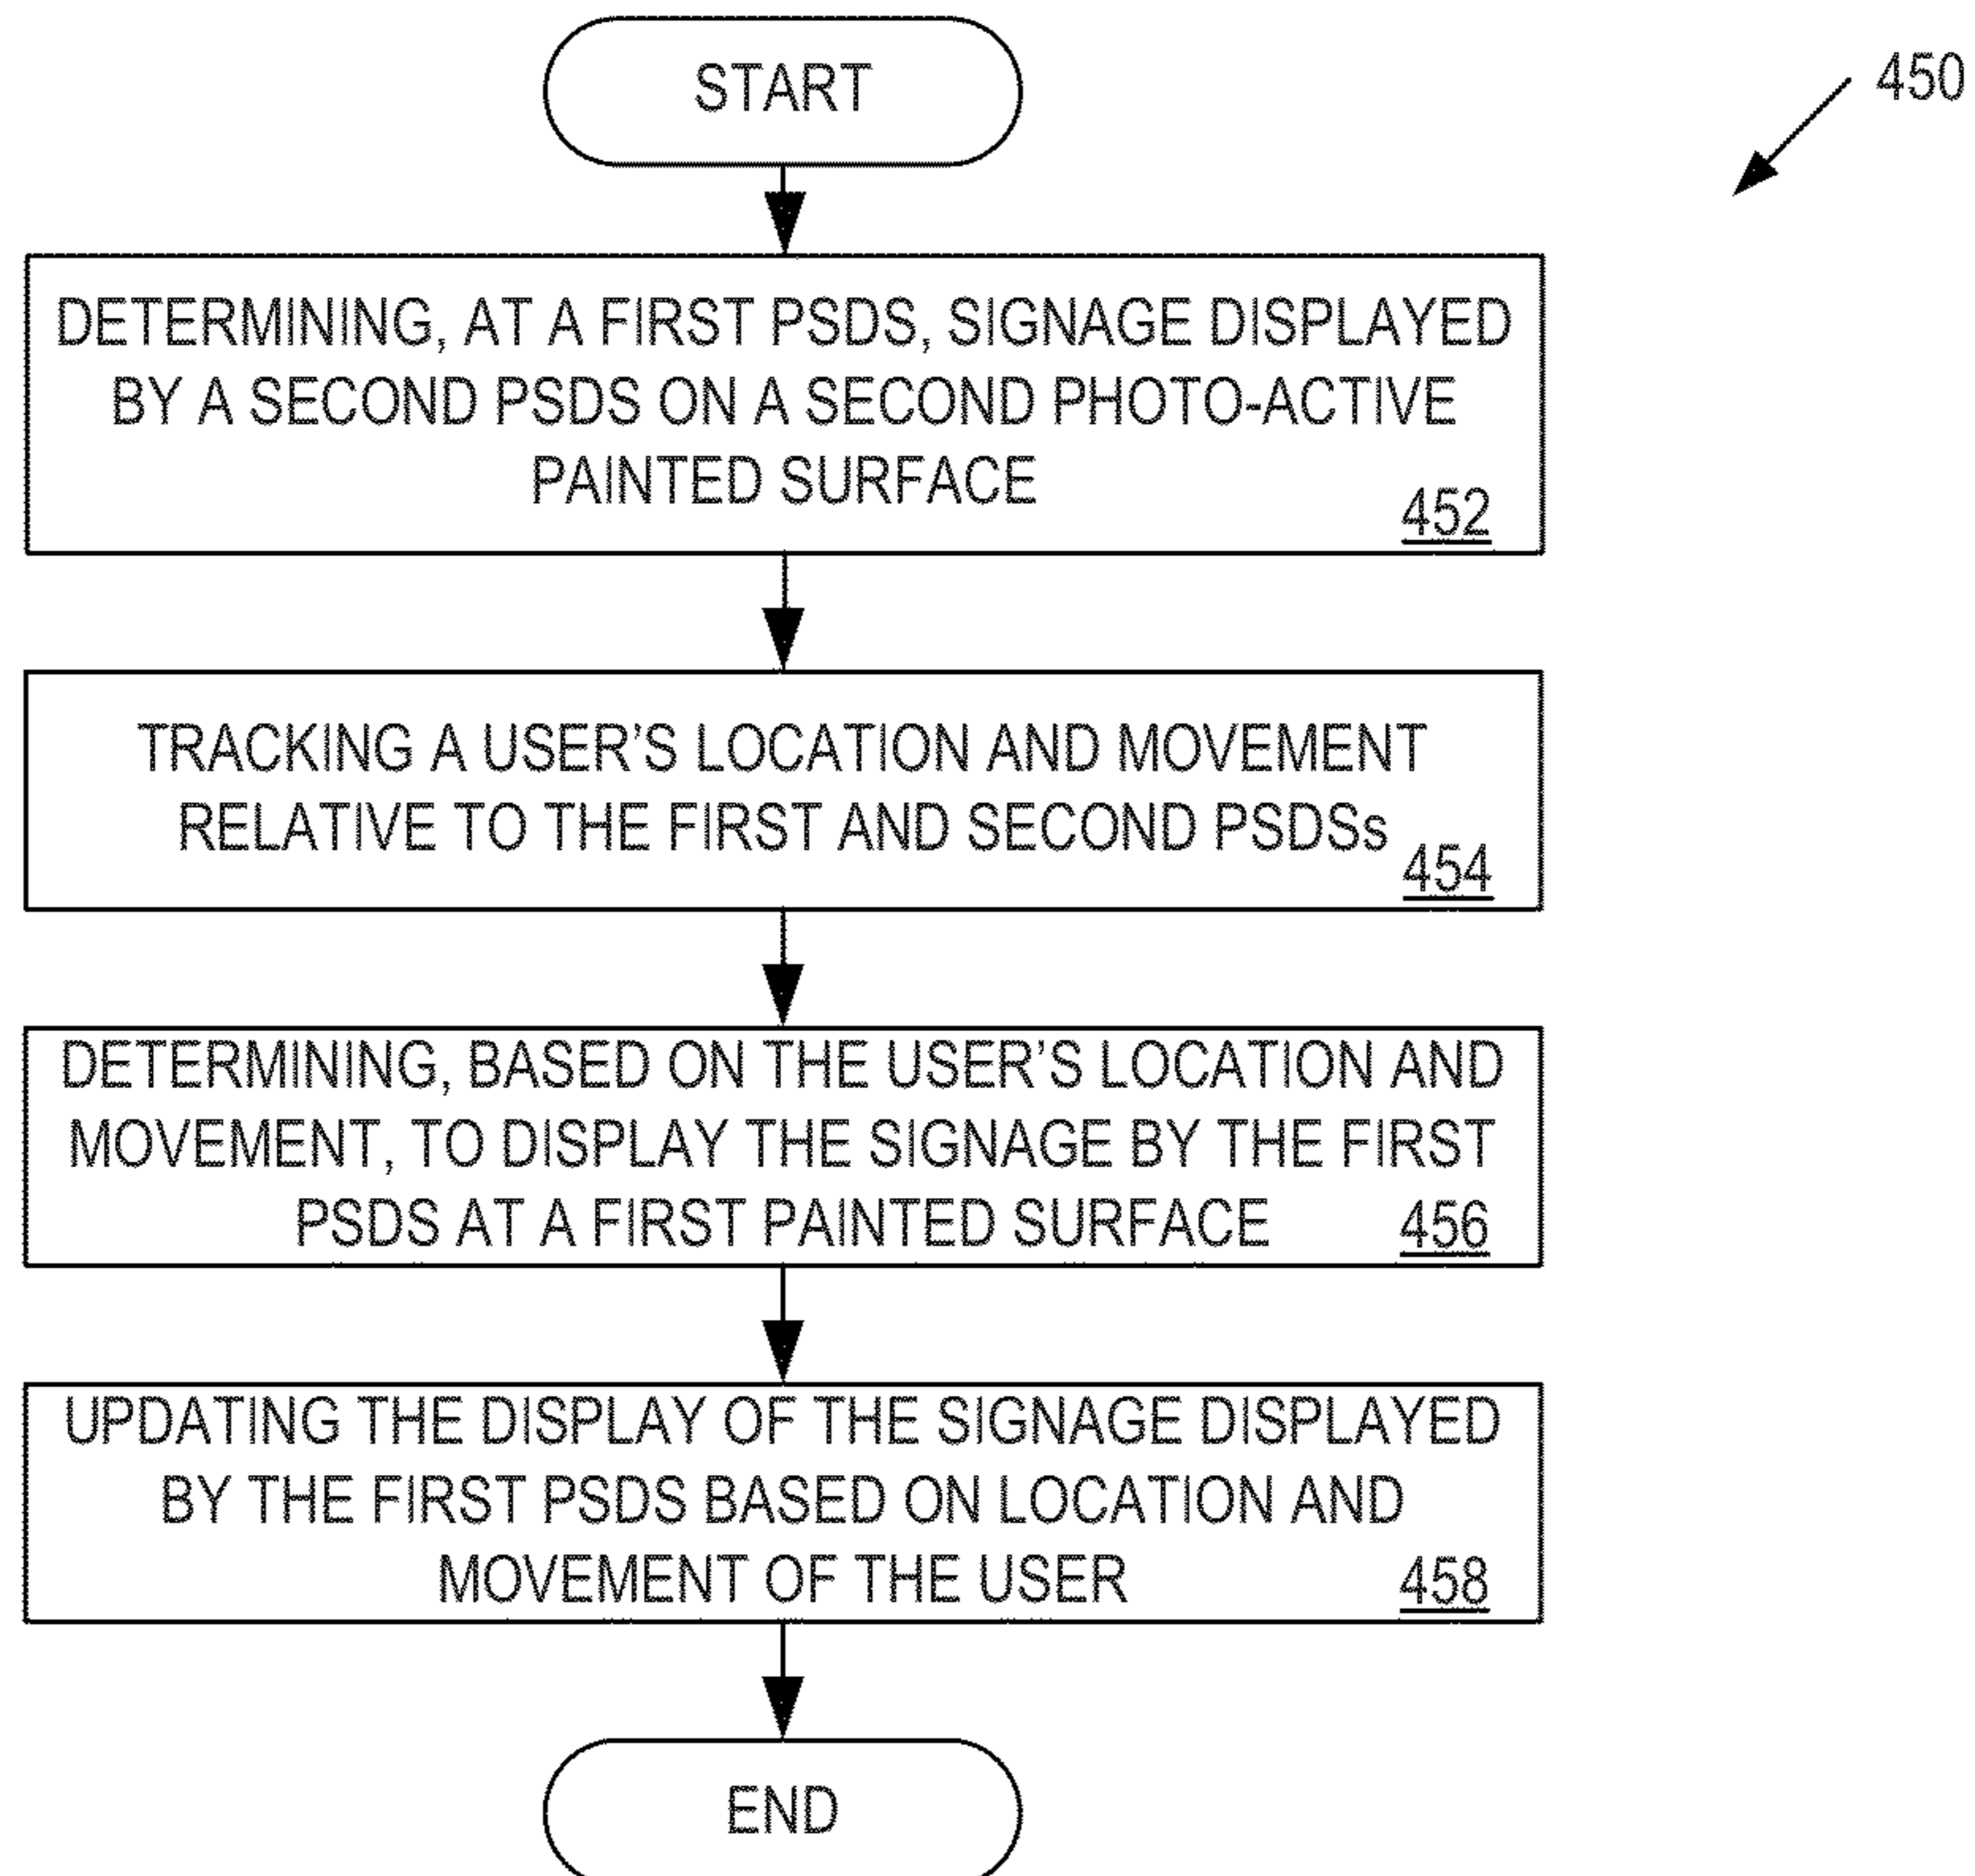 START
450
DETERMINING, AT A FIRST PSDS, SIGNAGE DISPLAYED
BY A SECOND PSDS ON A SECOND PHOTO-ACTIVE
PAINTED SURFACE
452
TRACKING A USER'S LOCATION AND MOVEMENT
RELATIVE TO THE FIRST AND SECOND PSDSs
454
DETERMINING, BASED ON THE USER'S LOCATION AND
MOVEMENT, TO DISPLAY THE SIGNAGE BY THE FIRST
PSDS AT A FIRST PAINTED SURFACE
456
UPDATING THE DISPLAY OF THE SIGNAGE DISPLAYED
BY THE FIRST PSDS BASED ON LOCATION AND
MOVEMENT OF THE USER
458
END